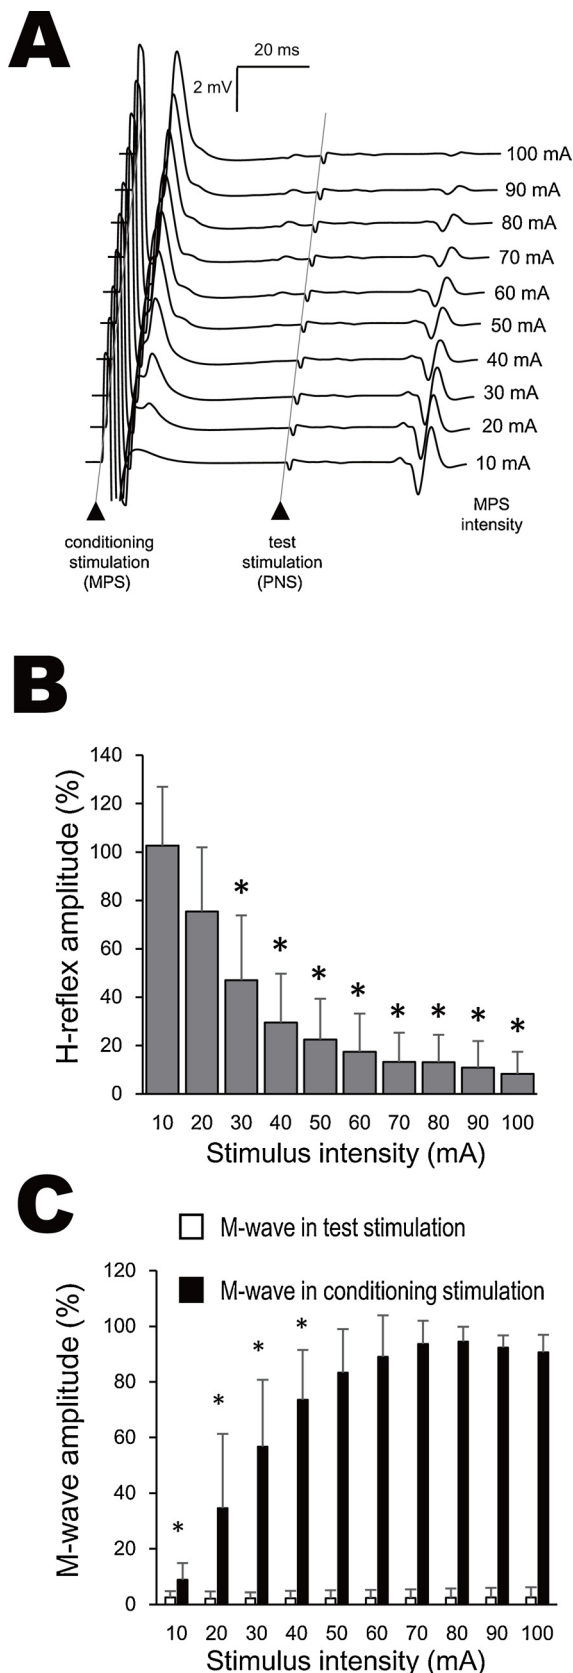 A
20 ms
2 mV
100 mA
90 mA
80 mA
70 mA
60 mA
50 mA
40 mA
30 mA
20 mA
10 mA
MPS
intensity
conditioning
stimulation
(MPS)
test
stimulation
(PNS)
B
H-reflex amplitude (%)
140
120
100
80
60
40
20
0
* * * * * * * *
10 20 30 40 50 60 70 80 90 100
Stimulus intensity (mA)
C
M-wave in test stimulation
M-wave in conditioning stimulation
M-wave amplitude (%)
120
100
80
60
40
20
0
* * * *
10 20 30 40 50 60 70 80 90 100
Stimulus intensity (mA)